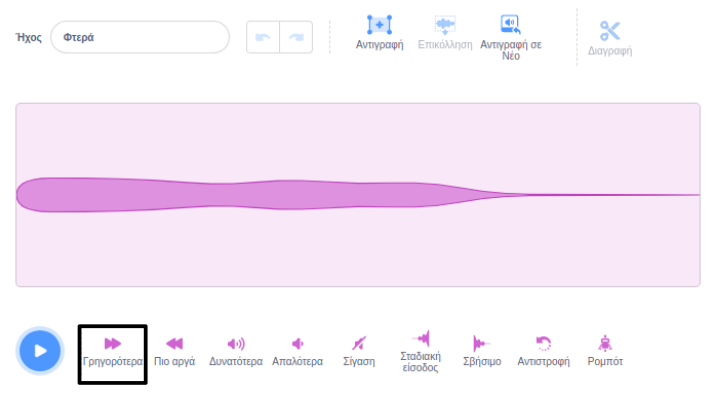 Ήχος
Φτερά
Αντιγραφή
Επικόλληση
Αντιγραφή σε
Νέο
Διαγραφή
Γρηγορότερα
Πιο αργά
Δυνατότερα
Απαλότερα
Σίγαση
Σταδιακή
είσοδος
Σβήσιμο
Αντιστροφή
Ρομπότ